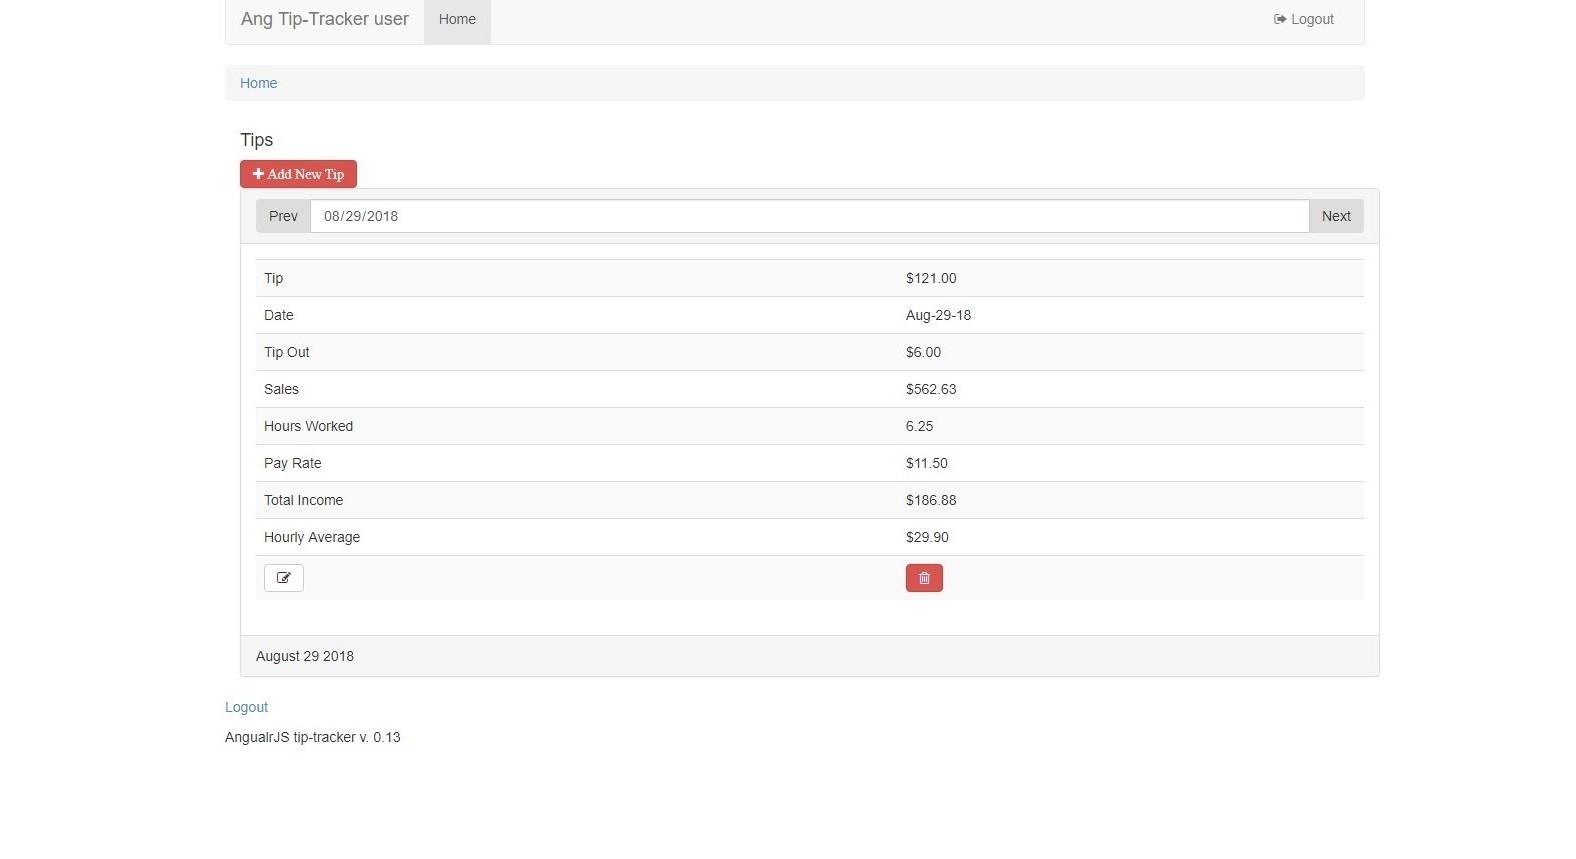 Ang Tip-Tracker user Home Logout
Home
Tips
Add New Tip
Prev 08/29/2018 Next
Tip $121.00
Date Aug-29-18
Tip Out $6.00
Sales $562.63
Hours Worked 6.25
Pay Rate $11.50
Total Income $186.88
Hourly Average $29.90
August 29 2018
Logout
AngualrJS tip-tracker v. 0.13